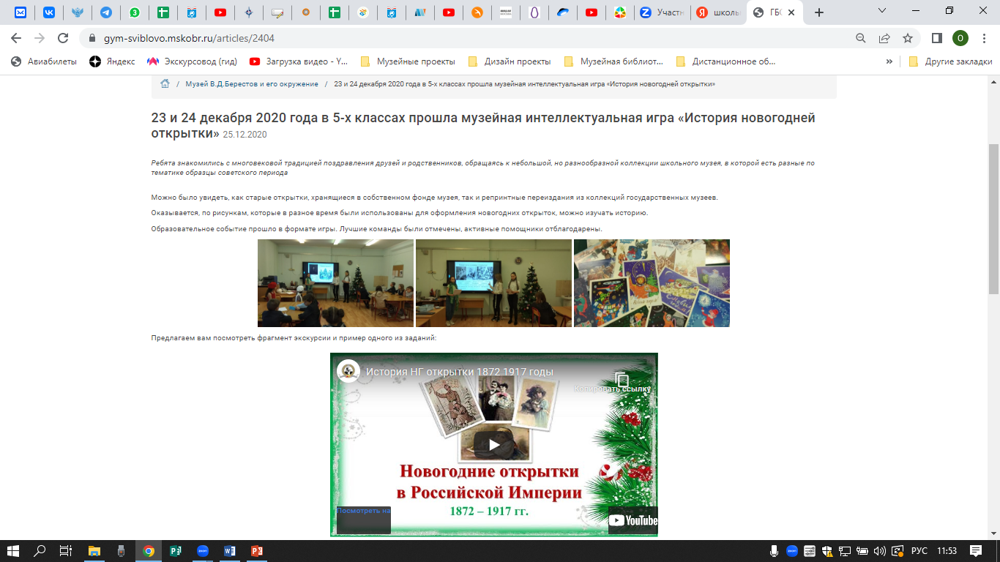 Участн
школы
ГБО
gym-sviblovo.mskobr.ru/articles/2404
О
Авиабилеты
Яндекс
Экскурсовод (гид)
Загрузка видео - Y...
Музейные проекты
Дизайн проекты
Музейная библиот...
Дистанционное об...
»
Другие закладки
/ Музей В.Д.Берестов и его окружение / 23 и 24 декабря 2020 года в 5-х классах прошла музейная интеллектуальная игра «История новогодней открытки»
23 и 24 декабря 2020 года в 5-х классах прошла музейная интеллектуальная игра «История новогодней
открытки» 25.12.2020
Ребята знакомились с многовековой традицией поздравления друзей и родственников, обращаясь к небольшой, но разнообразной коллекции школьного музея, в которой есть разные по
тематике образцы советского периода
Можно было увидеть, как старые открытки, хранящиеся в собственном фонде музея, так и репринтные переиздания из коллекций государственных музеев.
Оказывается, по рисункам, которые в разное время были использованы для оформления новогодних открыток, можно изучать историю.
Образовательное событие прошло в формате игры. Лучшие команды были отмечены, активные помощники отблагодарены.
Предлагаем вам посмотреть фрагмент экскурсии и пример одного из заданий:
История НГ открытки 1872 1917 годы
Копировать ссылку
Новогодние открытки
в Российской Империи
1872 – 1917 гг.
Посмотреть на
YouTube
РУС
11:53